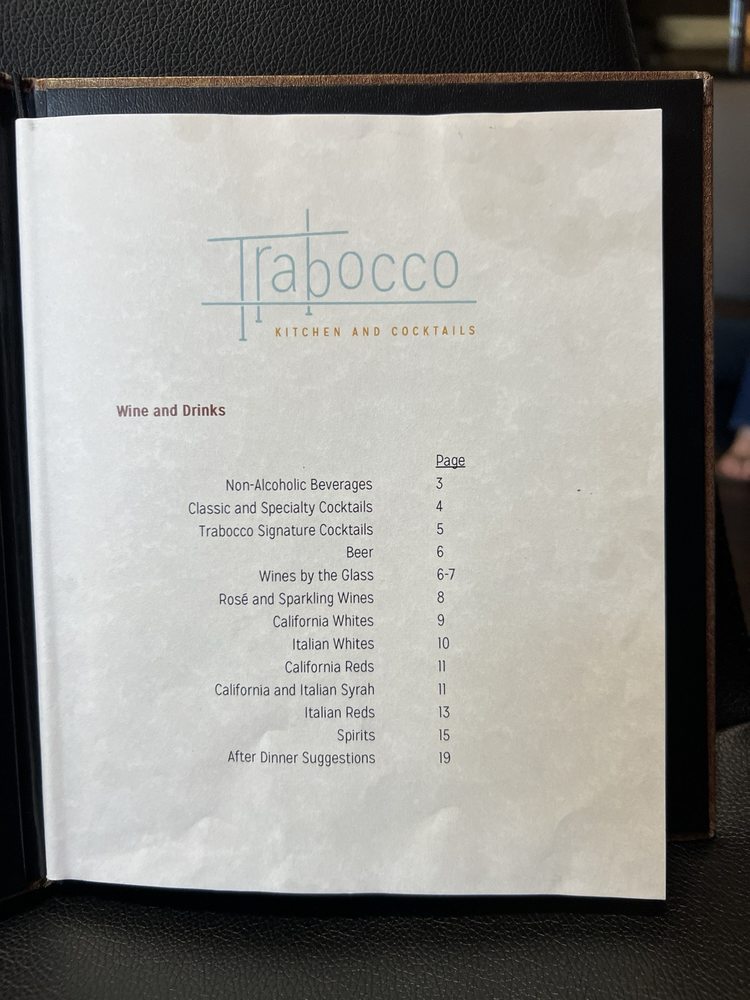 Trabocco
KITCHEN AND COCKTAILS
Wine and Drinks
Page
Non-Alcoholic Beverages 3
Classic and Specialty Cocktails 4
Trabocco Signature Cocktails 5
Beer 6
Wines by the Glass 6-7
Rosé and Sparkling Wines 8
California Whites 9
Italian Whites 10
California Reds 11
California and Italian Syrah 11
Italian Reds 13
Spirits 15
After Dinner Suggestions 19